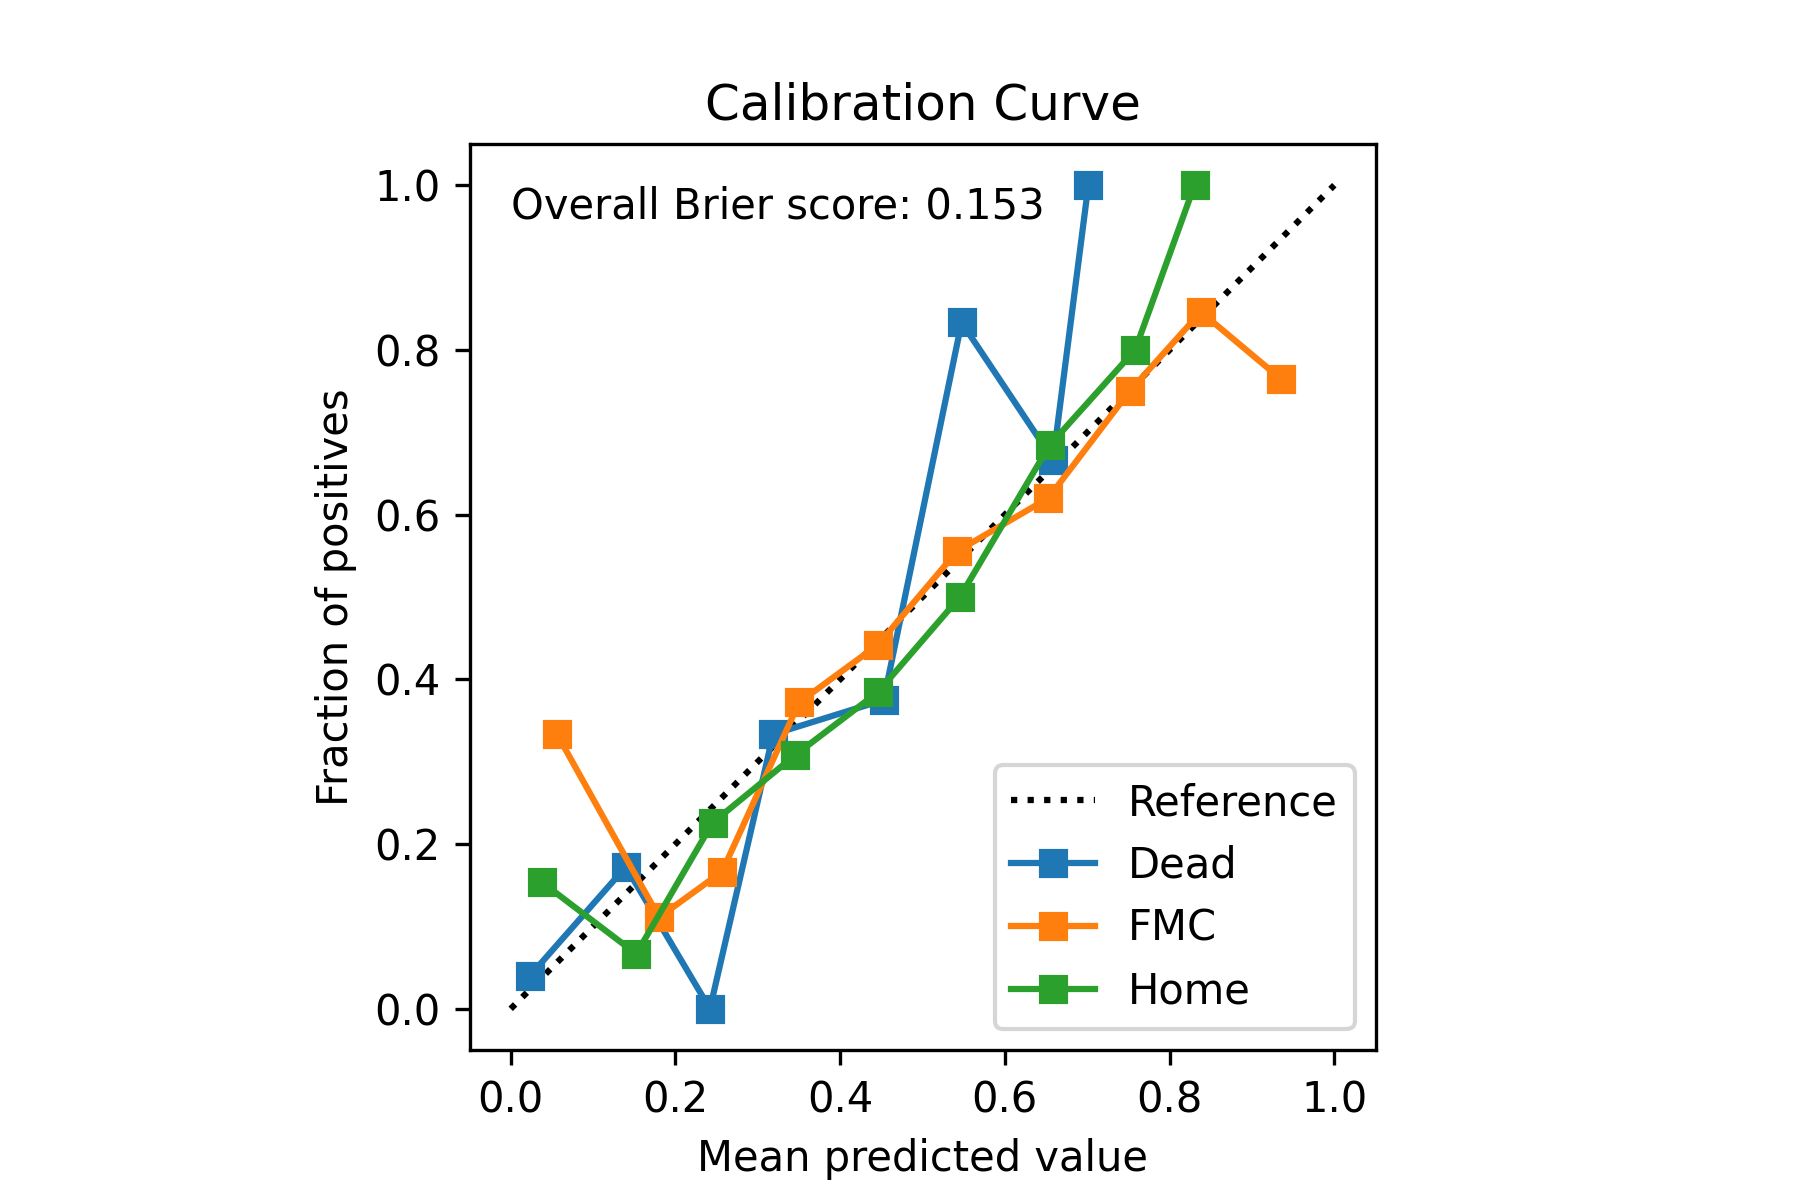 Calibration Curve
Overall Brier score: 0.153
Fraction of positives
1.0
0.8
0.6
0.4
0.2
0.0
Reference
Dead
FMC
Home
0.0 0.2 0.4 0.6 0.8 1.0
Mean predicted value